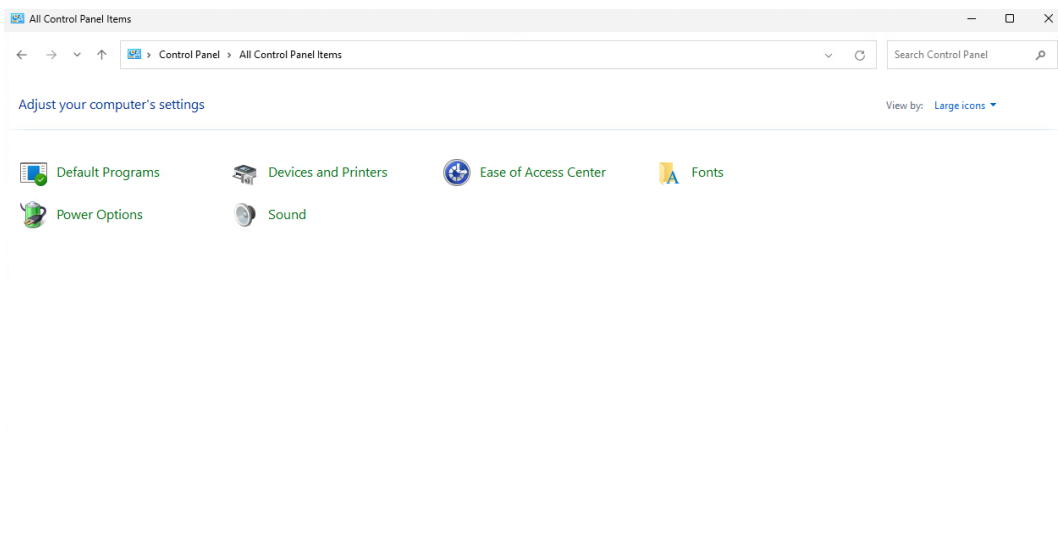 All Control Panel Items
Control Panel > All Control Panel Items
Search Control Panel
Adjust your computer's settings
View by: Large icons
Default Programs Devices and Printers Ease of Access Center Fonts
Power Options Sound